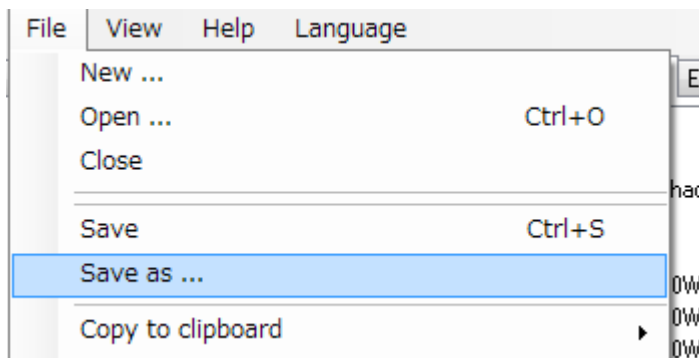 File View Help Language
New ...
Open ... Ctrl+O
Close
Save Ctrl+S
Save as ...
Copy to clipboard